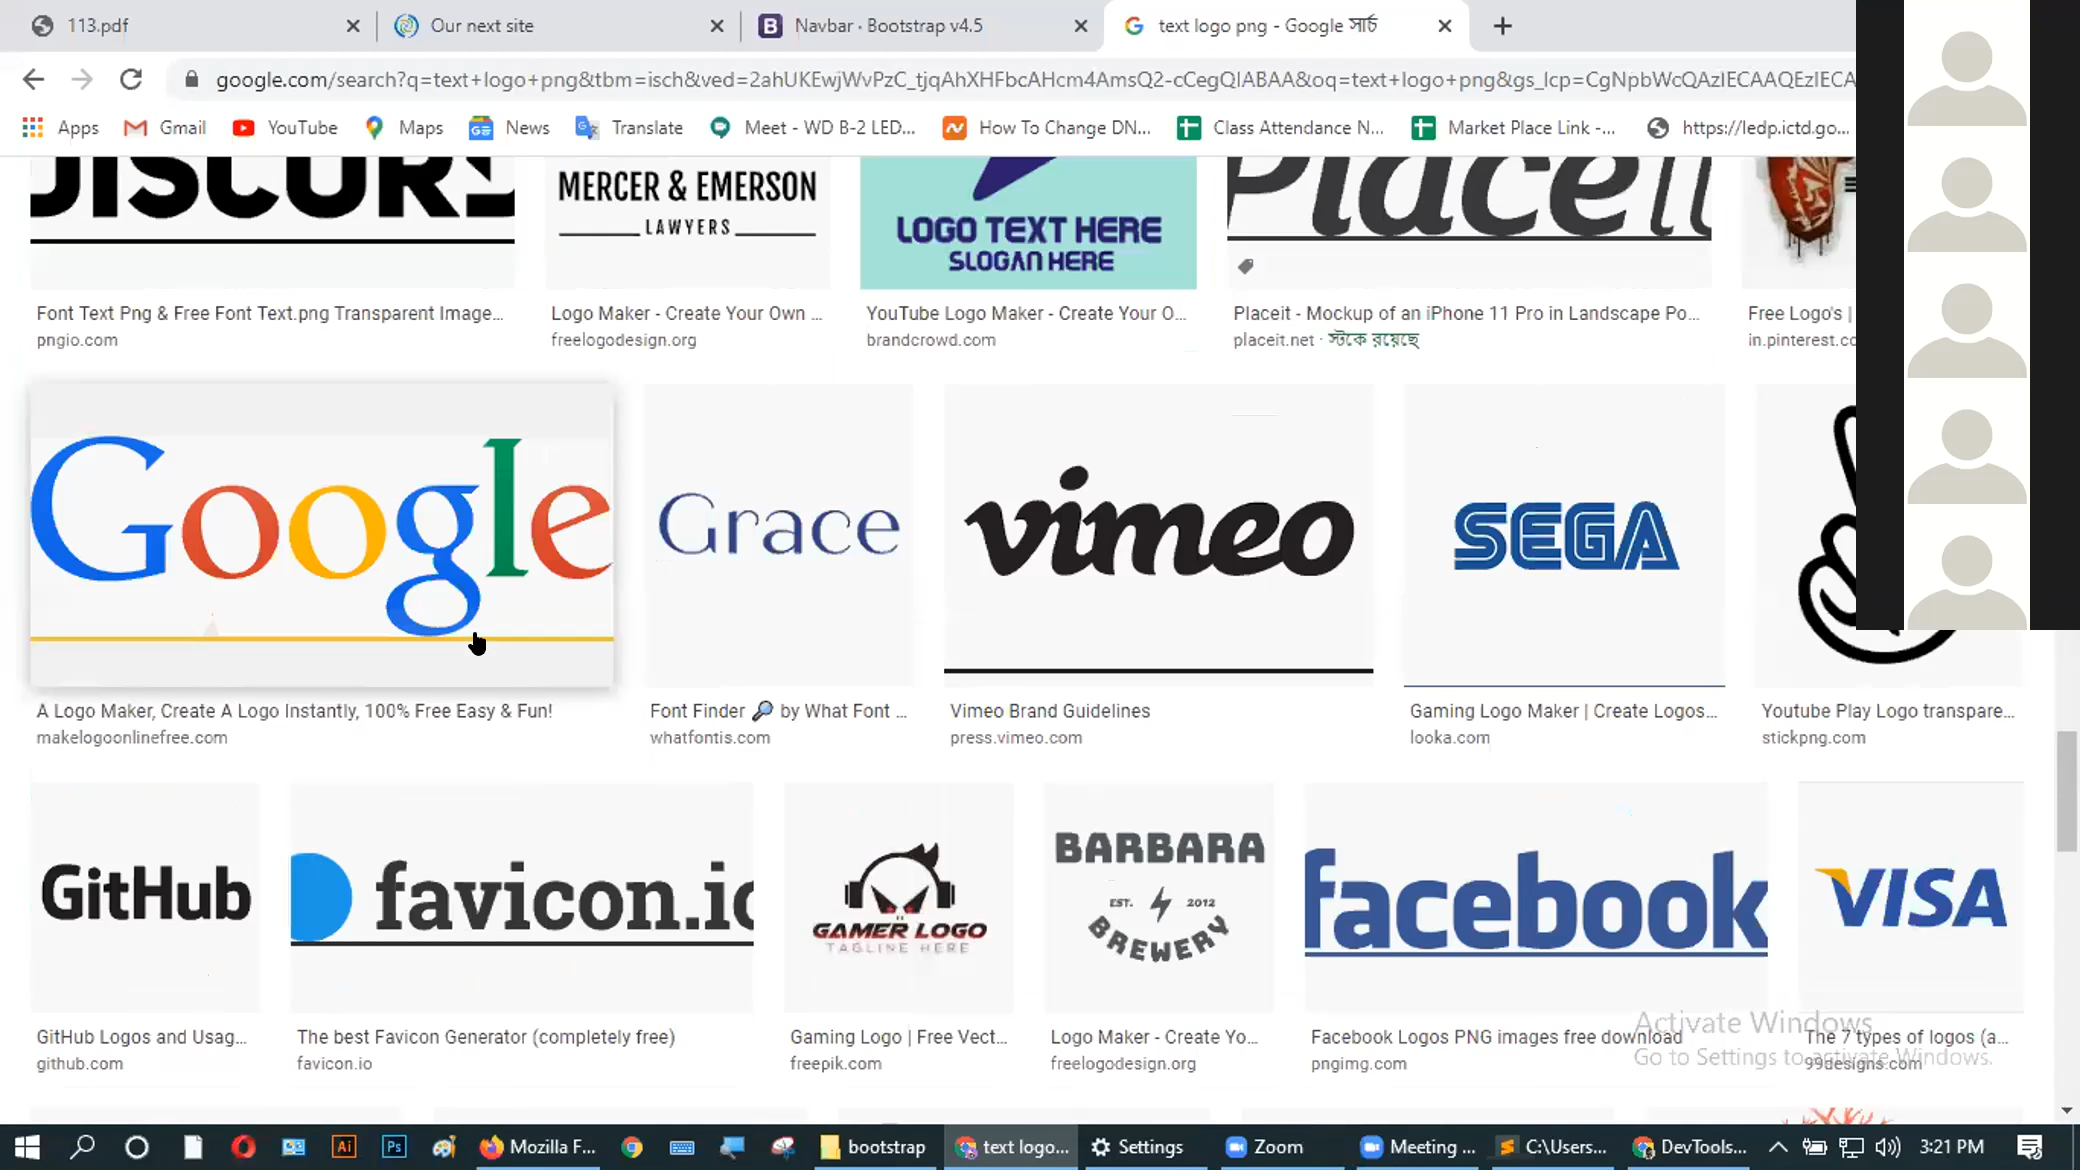 113.pdf
Our next site
Navbar · Bootstrap v4.5
text logo png - Google সার্চ
google.com/search?q=text+logo+png&tbm=isch&ved=2ahUKEwjWvPzC_tjqAhXHFbcAHcm4AmsQ2-cCegQIABAA&oq=text+logo+png&gs_lcp=CgNpbWcQAzIECAAQEzIECA
Apps
Gmail
YouTube
Maps
News
Translate
Meet - WD B-2 LED...
How To Change DN...
Class Attendance N...
Market Place Link -...
https://ledp.ictd.go...
MERCER & EMERSON
LAWYERS
LOGO TEXT HERE
SLOGAN HERE
Placeit
Font Text Png & Free Font Text.png Transparent Image...
pngio.com
Logo Maker - Create Your Own ...
freelogodesign.org
YouTube Logo Maker - Create Your O...
brandcrowd.com
Placeit - Mockup of an iPhone 11 Pro in Landscape Po...
placeit.net · স্টকে রয়েছে
Free Logo's |
in.pinterest.co
Google
Grace
vimeo
SEGA
A Logo Maker, Create A Logo Instantly, 100% Free Easy & Fun!
makelogoonlinefree.com
Font Finder 🔎 by What Font ...
whatfontis.com
Vimeo Brand Guidelines
press.vimeo.com
Gaming Logo Maker | Create Logos...
looka.com
Youtube Play Logo transpare...
stickpng.com
GitHub
favicon.io
GAMER LOGO
TAGLINE HERE
BARBARA
EST. 2012
BREWERY
facebook
VISA
GitHub Logos and Usag...
github.com
The best Favicon Generator (completely free)
favicon.io
Gaming Logo | Free Vect...
freepik.com
Logo Maker - Create Yo...
freelogodesign.org
Facebook Logos PNG images free download
pngimg.com
The 7 types of logos (a...
99designs.com
Activate Windows
Go to Settings to activate Windows.
Mozilla F...
bootstrap
text logo...
Settings
Zoom
Meeting ...
C:\Users...
DevTools...
3:21 PM